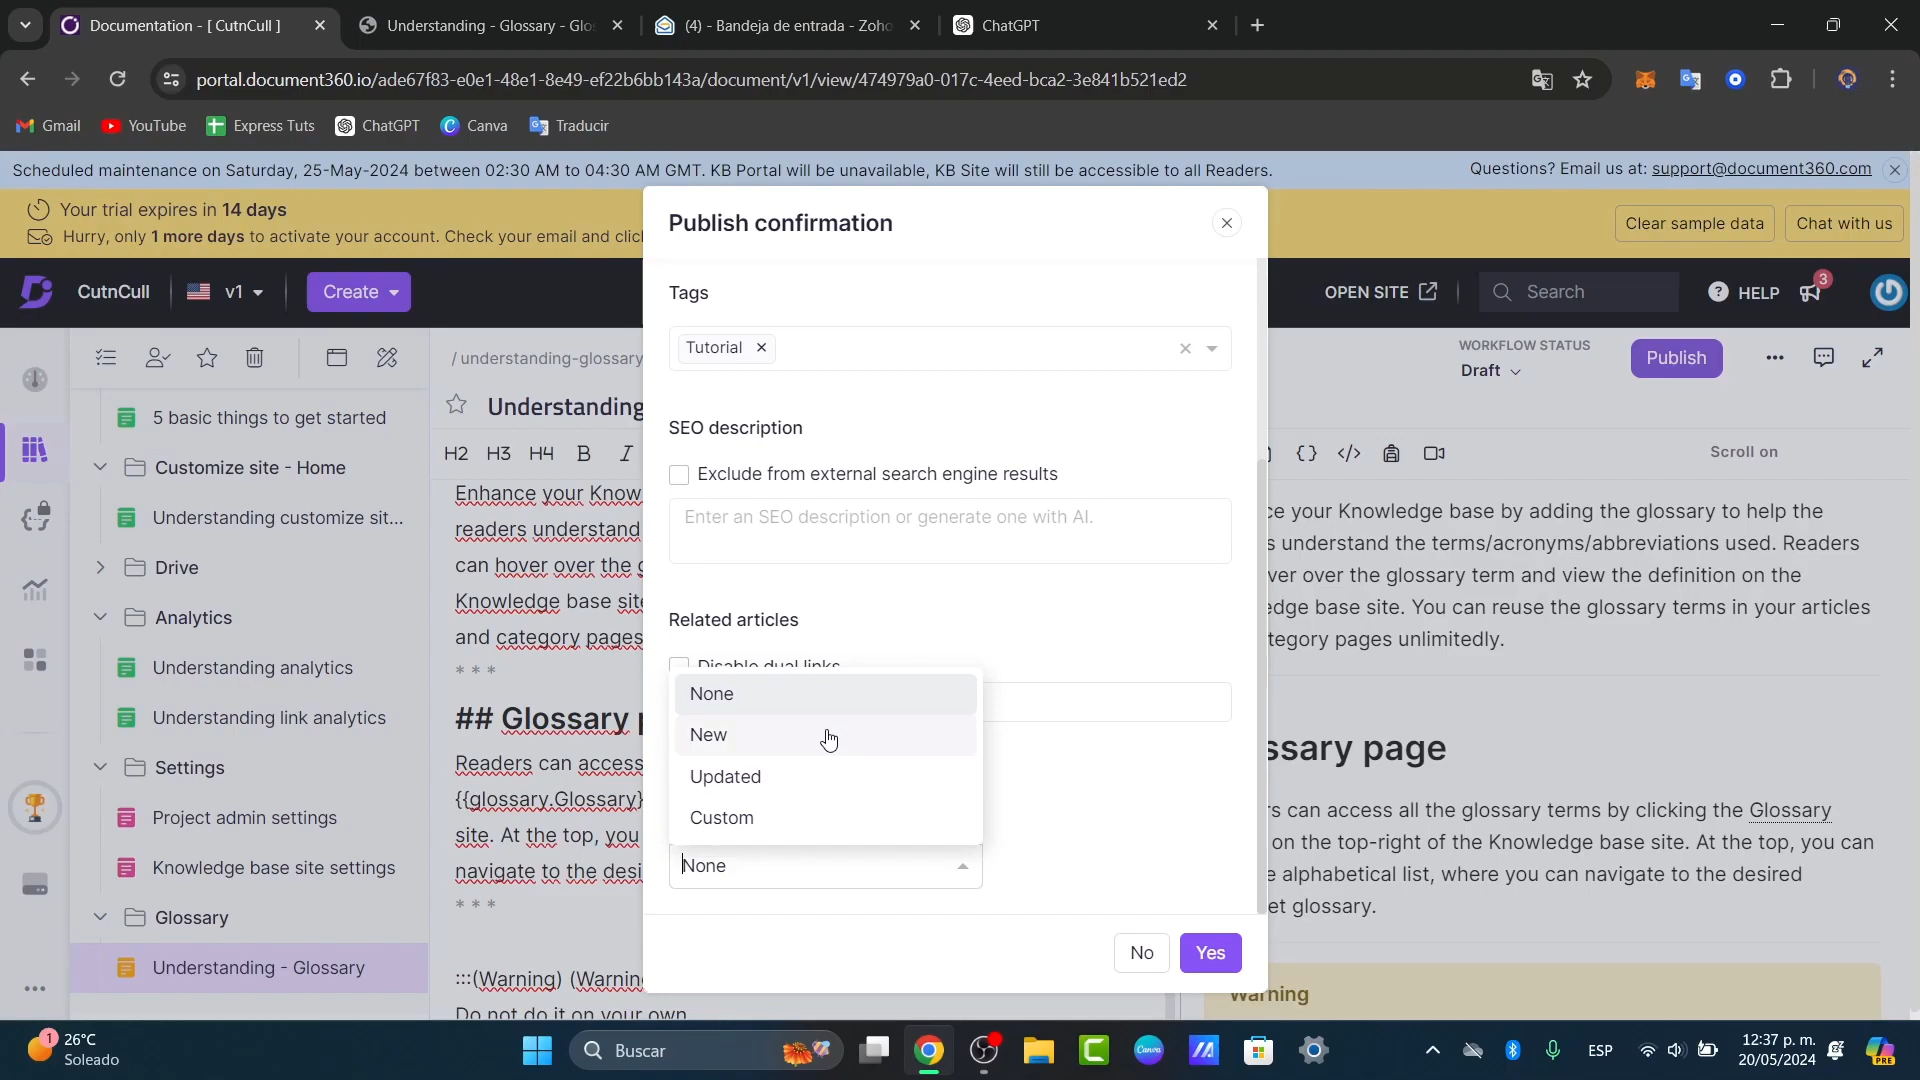 Documentation - [ CutnCull ]
Understanding - Glossary - Glo
(4) - Bandeja de entrada - Zoho
ChatGPT
portal.document360.io/ade67f83-e0e1-48e1-8e49-ef22b6bb143a/document/v1/view/474979a0-017c-4eed-bca2-3e841b521ed2
Gmail
YouTube
Express Tuts
ChatGPT
Canva
Traducir
Scheduled maintenance on Saturday, 25-May-2024 between 02:30 AM to 04:30 AM GMT. KB Portal will be unavailable, KB Site will still be accessible to all Readers.
Questions? Email us at: support@document360.com
Your trial expires in 14 days
Hurry, only 1 more days to activate your account. Check your email and clic
Clear sample data
Chat with us
CutnCull
v1
Create
OPEN SITE
Search
HELP
3
Publish confirmation
Tags
Tutorial
SEO description
Exclude from external search engine results
Enter an SEO description or generate one with AI.
Related articles
Disable dual links
None
New
Updated
Custom
None
No
Yes
5 basic things to get started
Customize site - Home
Understanding customize sit...
Drive
Analytics
Understanding analytics
Understanding link analytics
Settings
Project admin settings
Knowledge base site settings
Glossary
Understanding - Glossary
/ understanding-glossary
Understanding
H2 H3 H4 B I
Enhance your Know
readers understand
can hover over the g
Knowledge base site
and category pages
* * *
## Glossary p
Readers can access
{{glossary.Glossary}
site. At the top, you
navigate to the desi
* * *
:::(Warning) (Warnin
Do not do it on your own
WORKFLOW STATUS
Draft
Publish
Scroll on
ce your Knowledge base by adding the glossary to help the
s understand the terms/acronyms/abbreviations used. Readers
ver over the glossary term and view the definition on the
edge base site. You can reuse the glossary terms in your articles
tegory pages unlimitedly.
ssary page
rs can access all the glossary terms by clicking the Glossary
on the top-right of the Knowledge base site. At the top, you can
e alphabetical list, where you can navigate to the desired
et glossary.
Warning
1
26°C
Soleado
Buscar
Canva
ESP
12:37 p. m.
20/05/2024
PRE